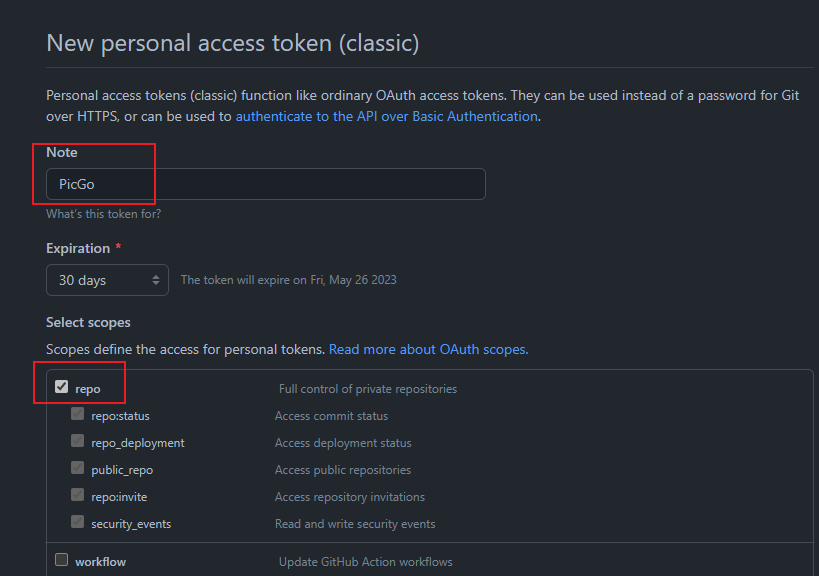 New personal access token (classic)
Personal access tokens (classic) function like ordinary OAuth access tokens. They can be used instead of a password for Git
over HTTPS, or can be used to authenticate to the API over Basic Authentication.
Note
PicGo
What's this token for?
Expiration *
30 days The token will expire on Fri, May 26 2023
Select scopes
Scopes define the access for personal tokens. Read more about OAuth scopes.
repo Full control of private repositories
repo:status Access commit status
repo_deployment Access deployment status
public_repo Access public repositories
repo:invite Access repository invitations
security_events Read and write security events
workflow Update GitHub Action workflows